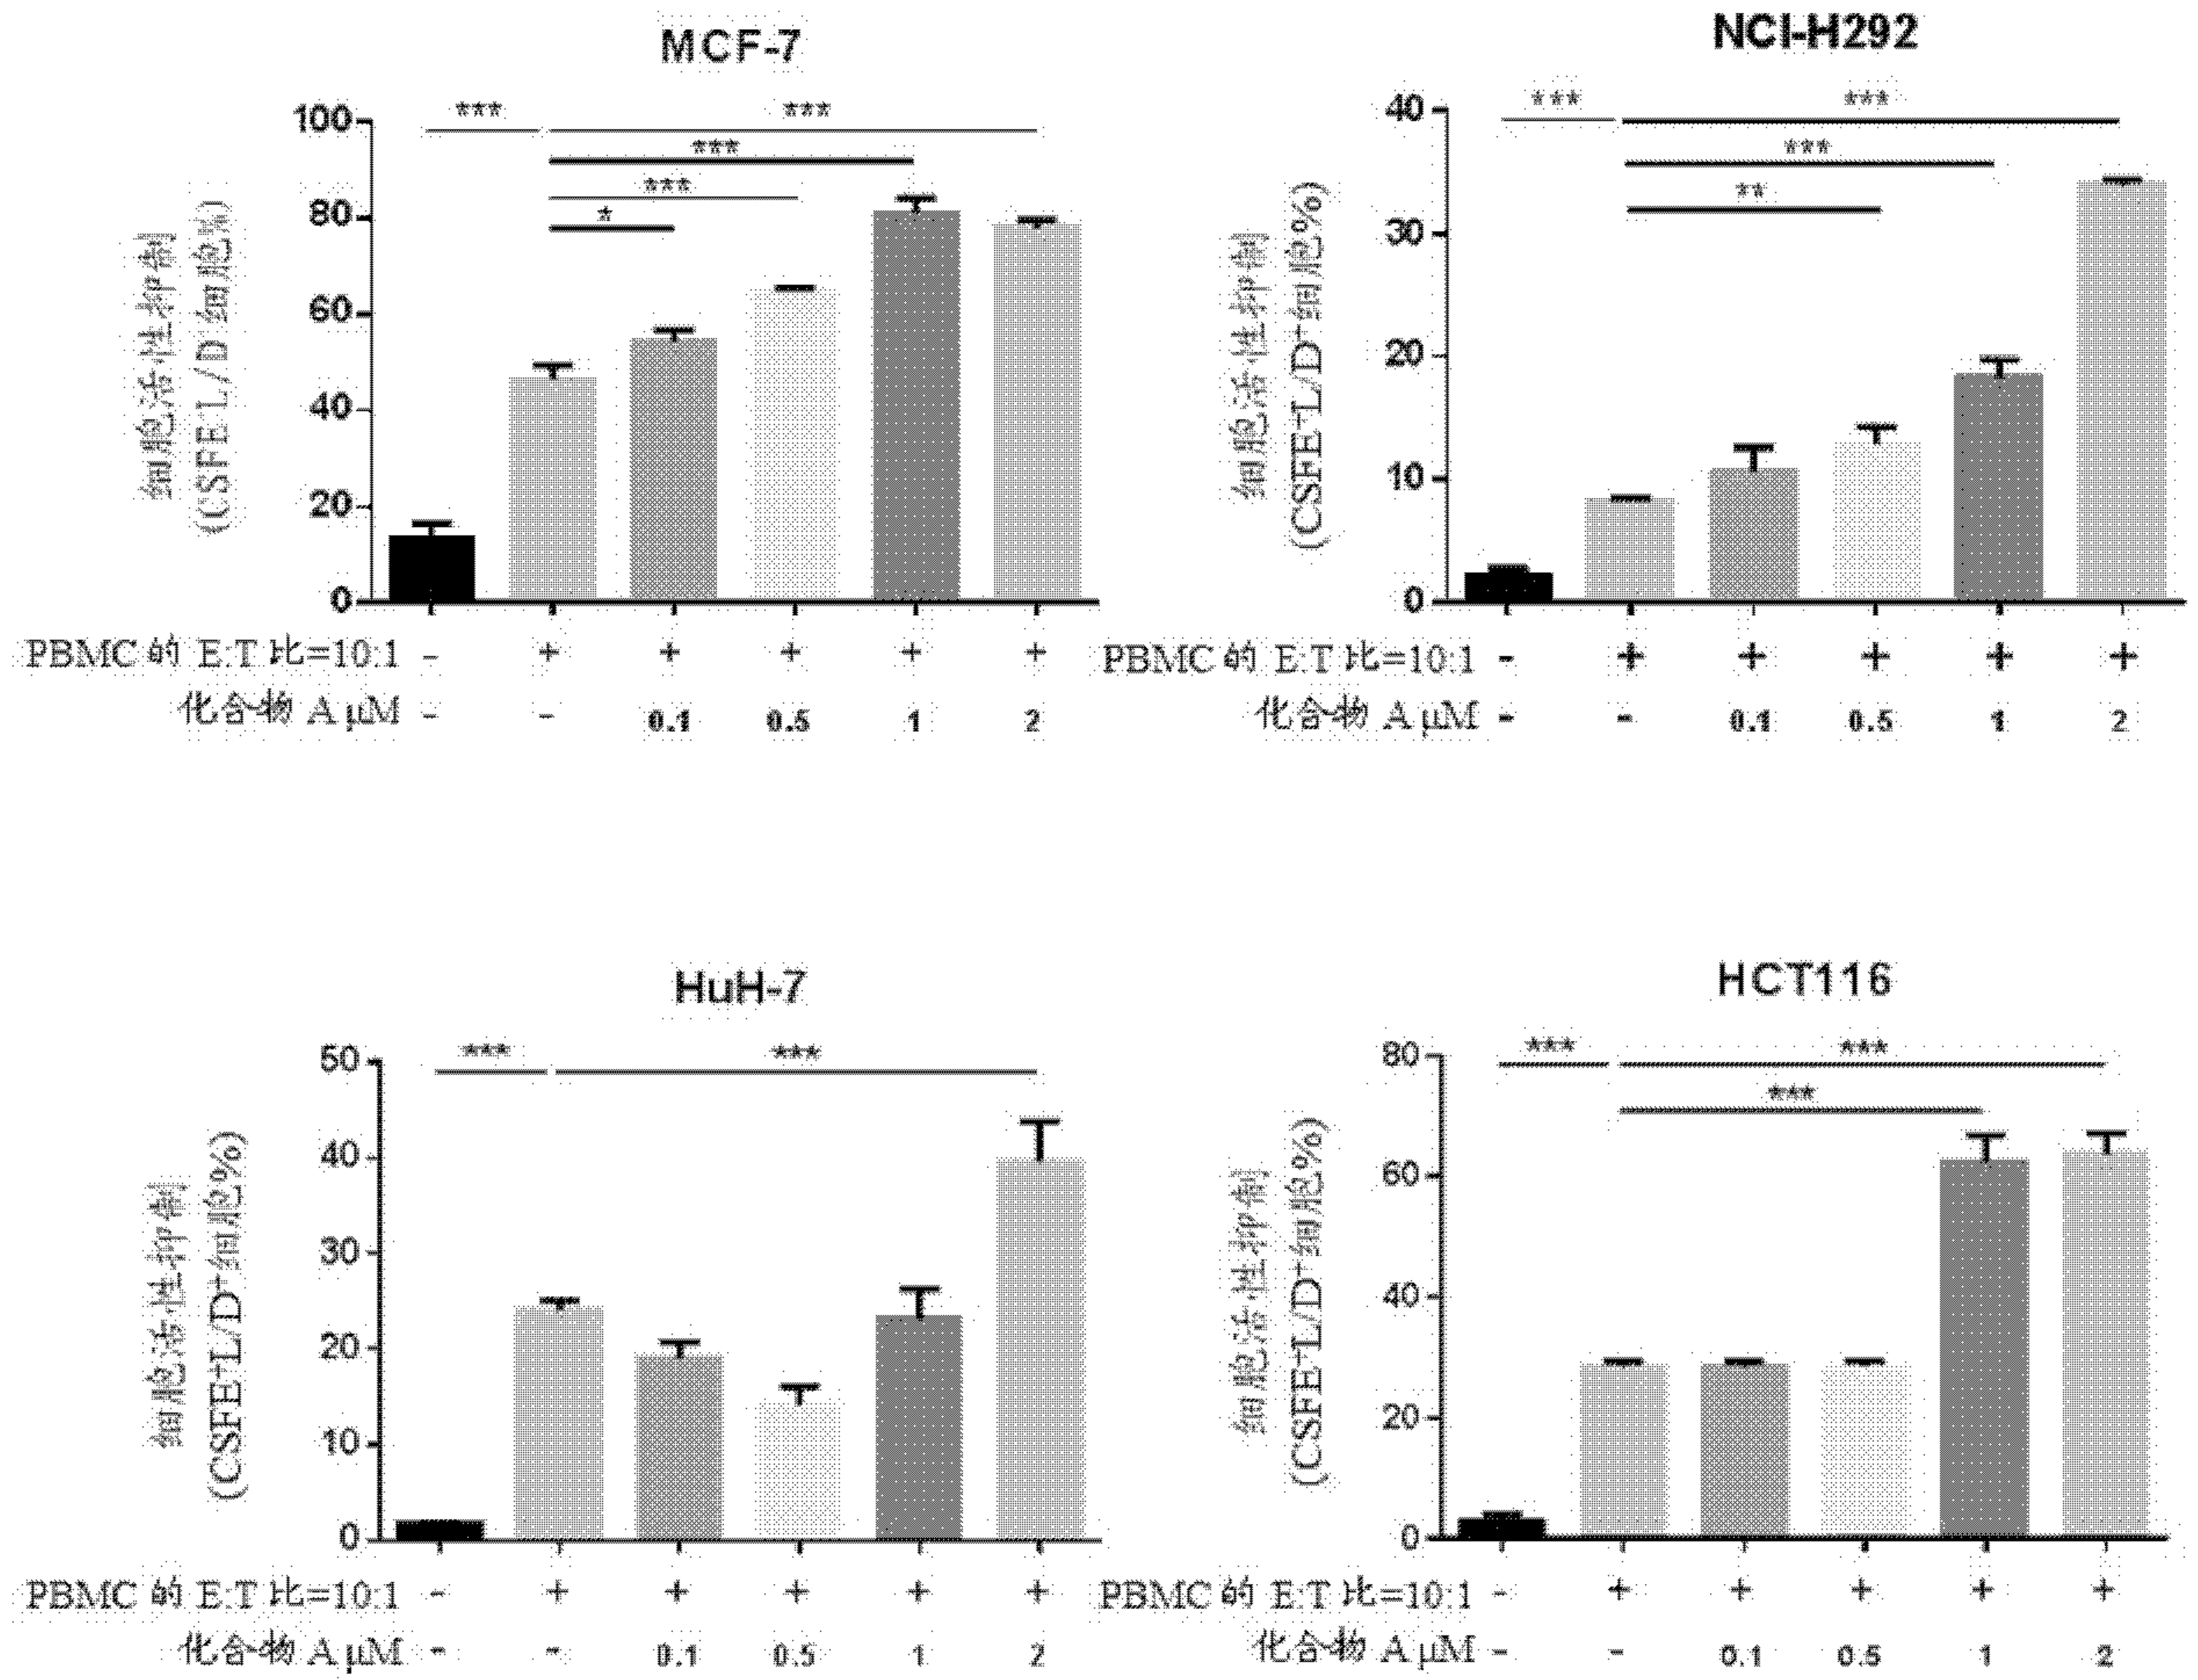 MCF-7
*** ***
***
***
*
细胞活性抑制
(CSFE L/D 细胞%)
100
80
60
40
20
0
PBMC 的 E:T 比=10:1 - + + + + +
化合物 A μM - - 0.1 0.5 1 2
NCI-H292
*** ***
***
**
细胞活性抑制
(CSFE+L/D+细胞%)
40
30
20
10
0
PBMC 的 E:T 比=10:1 - + + + + +
化合物 A μM - - 0.1 0.5 1 2
HuH-7
*** ***
细胞活性抑制
(CSFE+L/D+细胞%)
50
40
30
20
10
0
PBMC 的 E:T 比=10:1 - + + + + +
化合物 A μM - - 0.1 0.5 1 2
HCT116
*** ***
***
细胞活性抑制
(CSFE+L/D+细胞%)
80
60
40
20
0
PBMC 的 E:T 比=10:1 - + + + + +
化合物 A μM - - 0.1 0.5 1 2